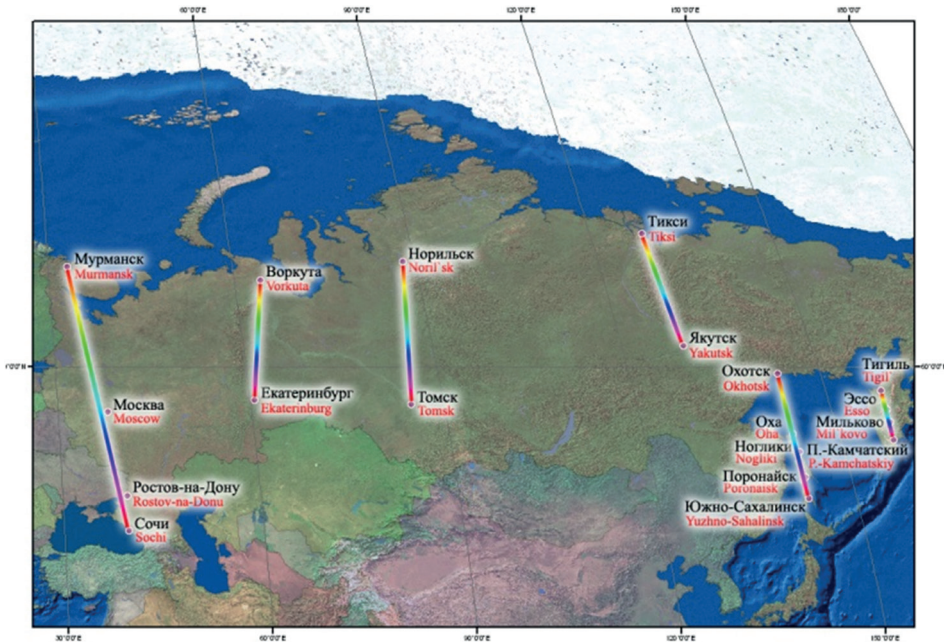 60°0'0"E
90°0'0"E
120°0'0"E
150°0'0"E
180°0'0"
Тикси
Tiksi
Мурманск
Murmansk
Воркута
Vorkuta
Норильск
Noril`sk
Якутск
Yakutsk
Охотск
Okhotsk
Тигиль
Tigil`
60°0'0"N
Екатеринбург
Ekaterinburg
Томск
Tomsk
Эссо
Esso
Москва
Moscow
Оха
Oha
Мильково
Mil`kovo
Ноглики
Nogliki
П.-Камчатский
P.-Kamchatskiy
Поронайск
Poronaisk
Ростов-на-Дону
Rostov-na-Donu
Южно-Сахалинск
Yuzhno-Sahalinsk
Сочи
Sochi
30°0'0"E
60°0'0"E
90°0'0"E
120°0'0"E
150°0'0"E